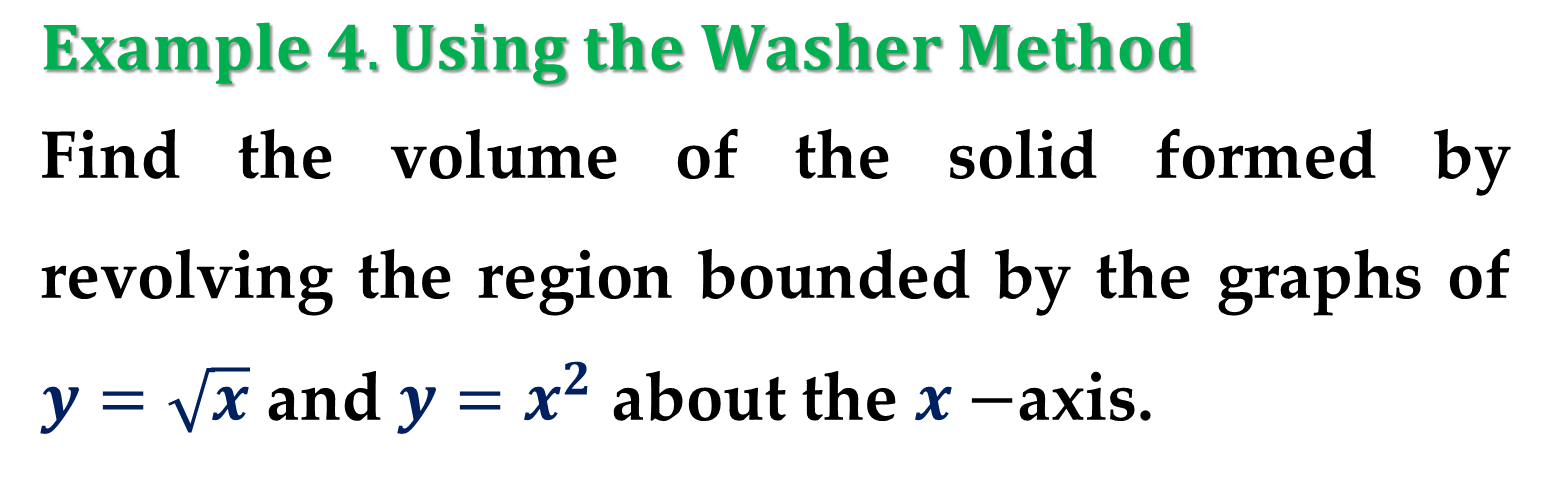 Example 4. Using the Washer Method
Find the volume of the solid formed by
revolving the region bounded by the graphs of
y = √x and y = x² about the x −axis.